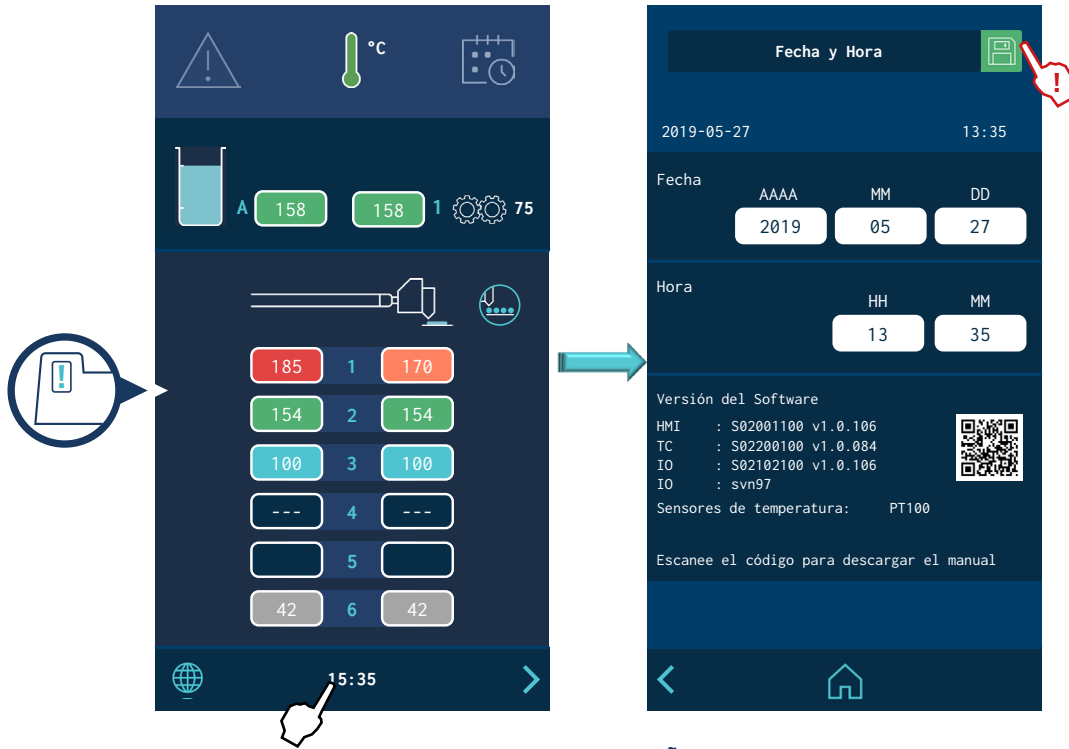 °C
A 158 158 1 75
185 1 170
154 2 154
100 3 100
--- 4 ---
5
42 6 42
15:35
!
Fecha y Hora
!
2019-05-27 13:35
Fecha
AAAA MM DD
2019 05 27
Hora
HH MM
13 35
Versión del Software
HMI : S02001100 v1.0.106
TC : S02200100 v1.0.084
IO : S02102100 v1.0.106
IO : svn97
Sensores de temperatura: PT100
Escanee el código para descargar el manual